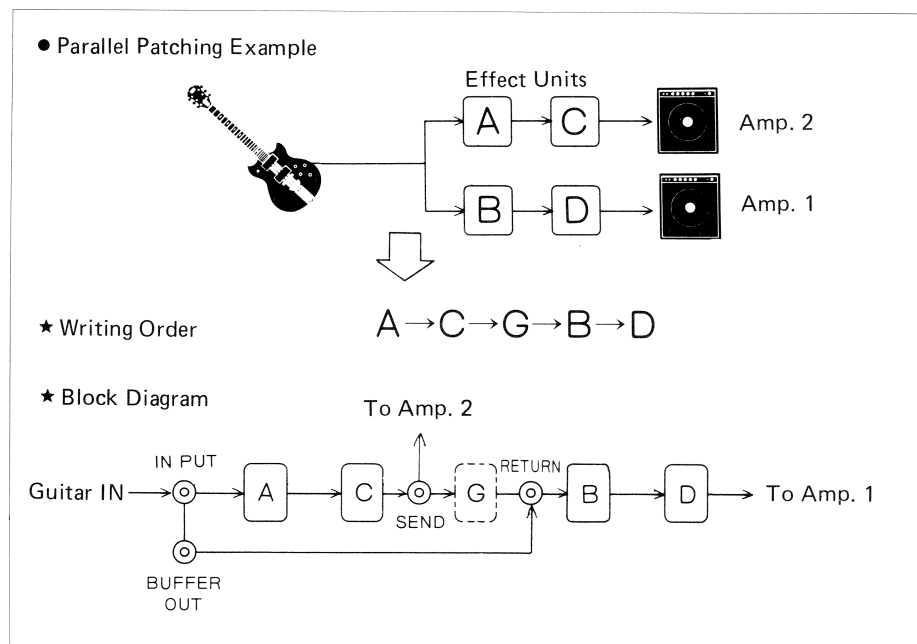 ● Parallel Patching Example
Effect Units
A → C → Amp. 2
B → D → Amp. 1
★ Writing Order
A → C → G → B → D
★ Block Diagram
To Amp. 2
IN PUT
RETURN
Guitar IN → A → C → G → B → D → To Amp. 1
SEND
BUFFER
OUT